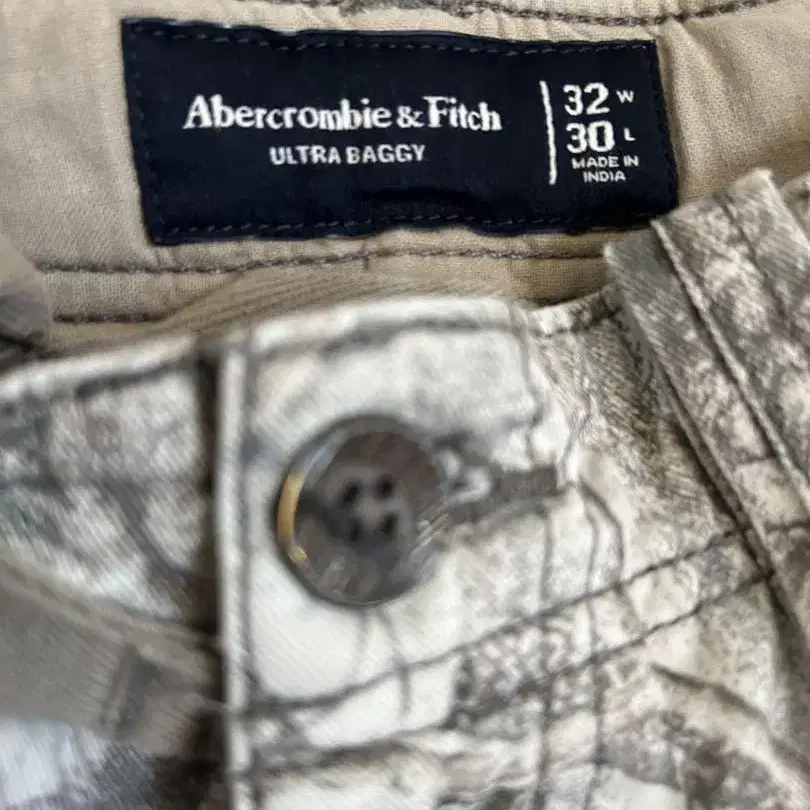 Abercrombie & Fitch
ULTRA BAGGY
32 W
30 L
MADE IN
INDIA